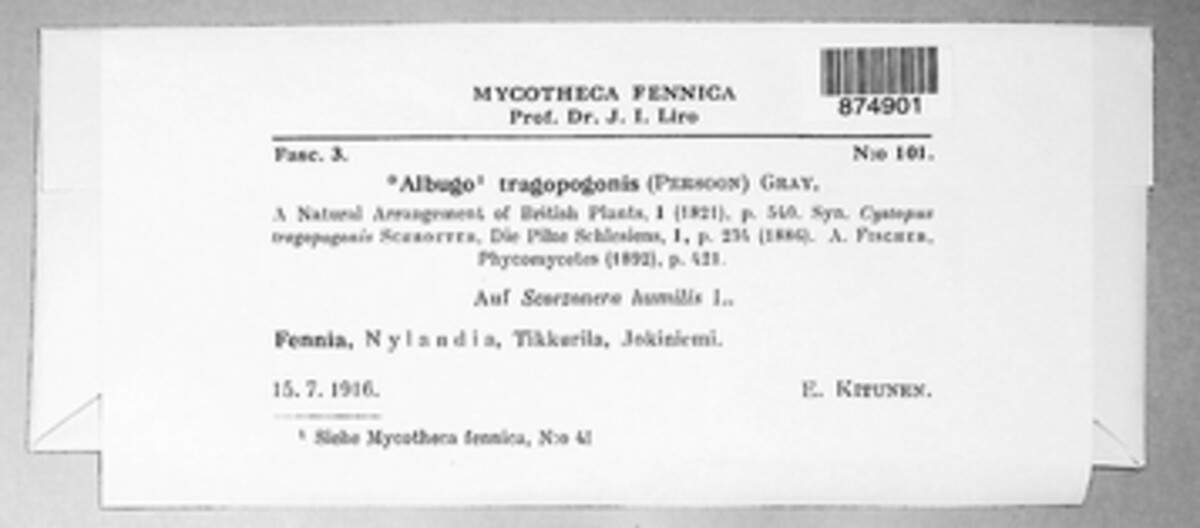 MYCOTHECA FENNICA
874901
Prof. Dr. J. I. Liro
Fasc. 3. N:o 101.
*Albugo¹ tragopogonis (PERSOON) GRAY,
A Natural Arrangement of British Plants, 1 (1821), p. 540. Syn. Cystopus
tragopogonis SCHROETER, Die Pilze Schlesiens, 1, p. 234 (1886). A. FISCHER,
Phycomycetes (1892), p. 421.
Auf Scorzonera humilis L.
Fennia, Nylandia, Tikkurila, Jokiniemi.
15. 7. 1916. E. KITUNEN.
¹ Siehe Mycotheca fennica, N:o 41